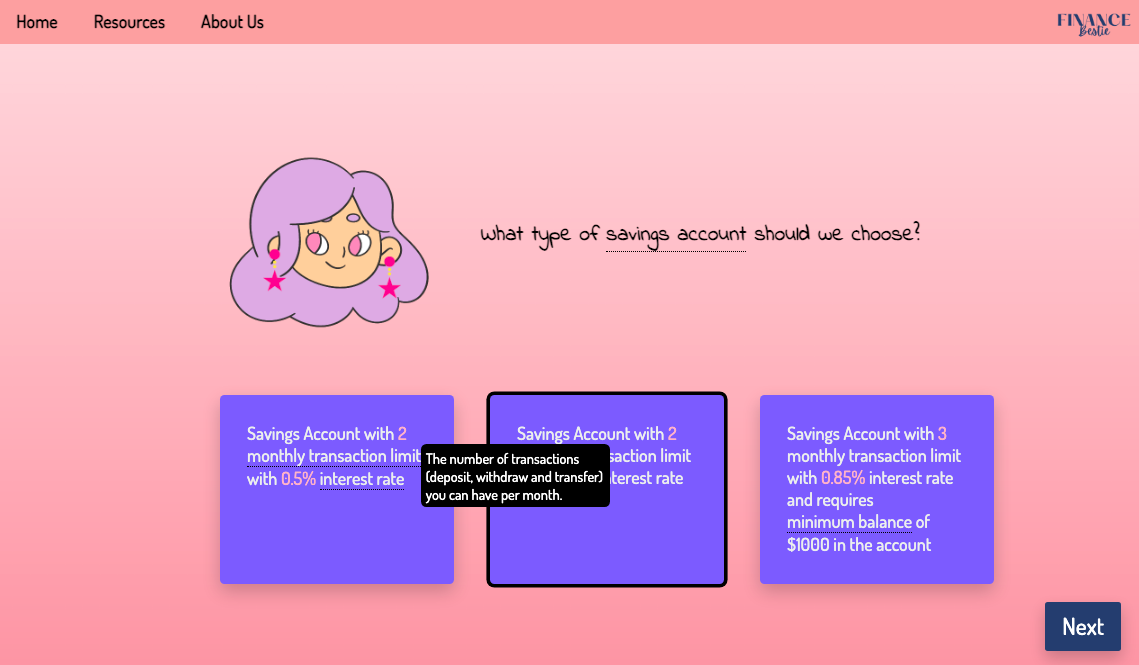 Home
Resources
About Us
FINANCE
Bestie
What type of savings account should we choose?
Savings Account with 2
monthly transaction limit
with 0.5% interest rate
The number of transactions
(deposit, withdraw and transfer)
you can have per month.
Savings Account with 2
limit
rate
Savings Account with 3
monthly transaction limit
with 0.85% interest rate
and requires
minimum balance of
$1000 in the account
Next